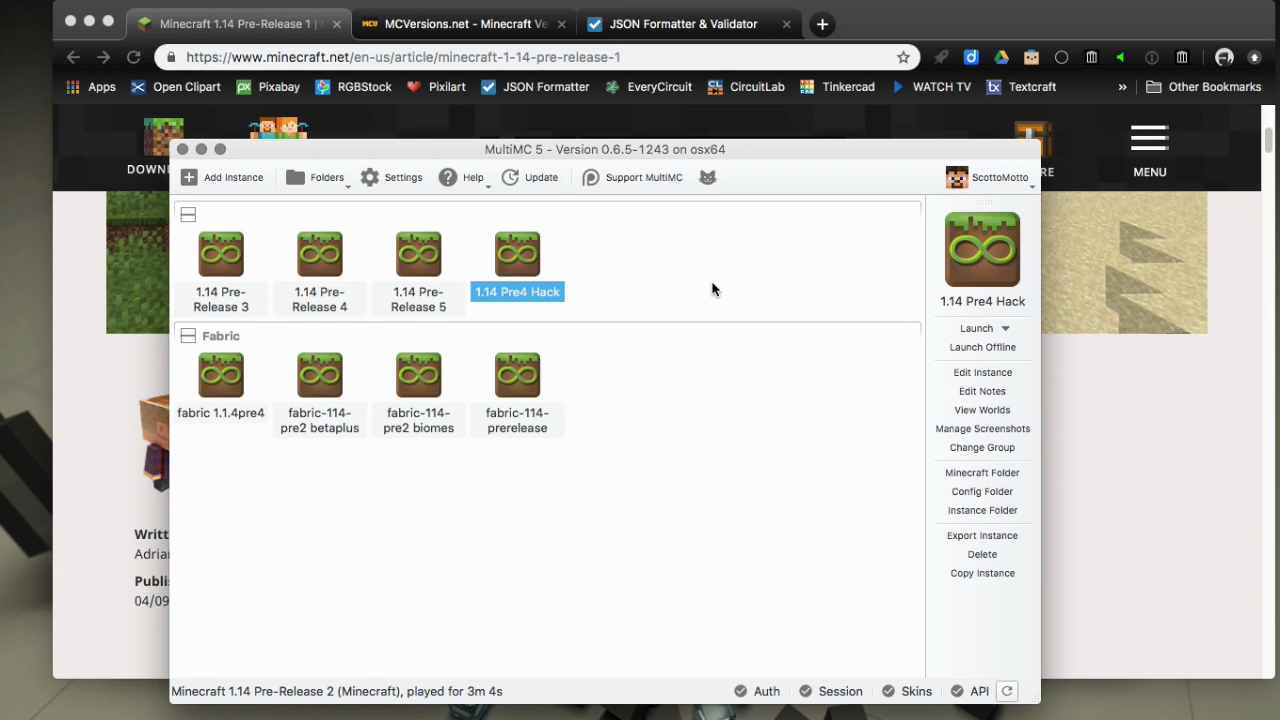 Minecraft 1.14 Pre-Release 1 |
MCVersions.net - Minecraft Ve
JSON Formatter & Validator
https://www.minecraft.net/en-us/article/minecraft-1-14-pre-release-1
Apps
Open Clipart
Pixabay
RGBStock
Pixilart
JSON Formatter
EveryCircuit
CircuitLab
Tinkercad
WATCH TV
Textcraft
Other Bookmarks
DOWN
RE
MENU
MultiMC 5 - Version 0.6.5-1243 on osx64
Add Instance
Folders
Settings
Help
Update
Support MultiMC
ScottoMotto
1.14 Pre-
Release 3
1.14 Pre-
Release 4
1.14 Pre-
Release 5
1.14 Pre4 Hack
Fabric
fabric 1.1.4pre4
fabric-114-
pre2 betaplus
fabric-114-
pre2 biomes
fabric-114-
prerelease
1.14 Pre4 Hack
Launch
Launch Offline
Edit Instance
Edit Notes
View Worlds
Manage Screenshots
Change Group
Minecraft Folder
Config Folder
Instance Folder
Export Instance
Delete
Copy Instance
Writt
Adria
Publi
04/09
Minecraft 1.14 Pre-Release 2 (Minecraft), played for 3m 4s
Auth
Session
Skins
API